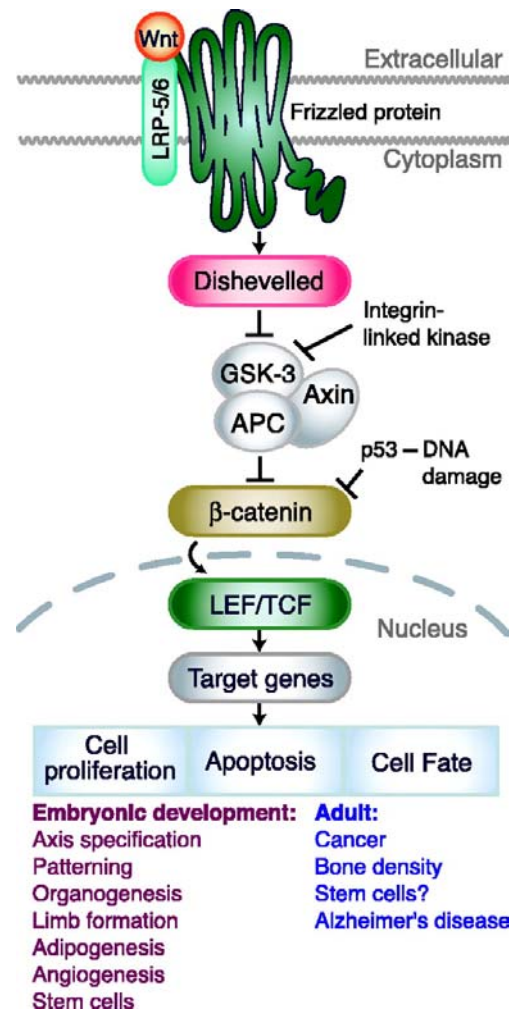 Wnt
LRP-5/6
Extracellular
Frizzled protein
Cytoplasm
Dishevelled
Integrin-
linked kinase
GSK-3
Axin
APC
p53 – DNA
damage
β-catenin
LEF/TCF
Nucleus
Target genes
Cell
proliferation
Apoptosis
Cell Fate
Embryonic development:
Axis specification
Patterning
Organogenesis
Limb formation
Adipogenesis
Angiogenesis
Stem cells
Adult:
Cancer
Bone density
Stem cells?
Alzheimer's disease